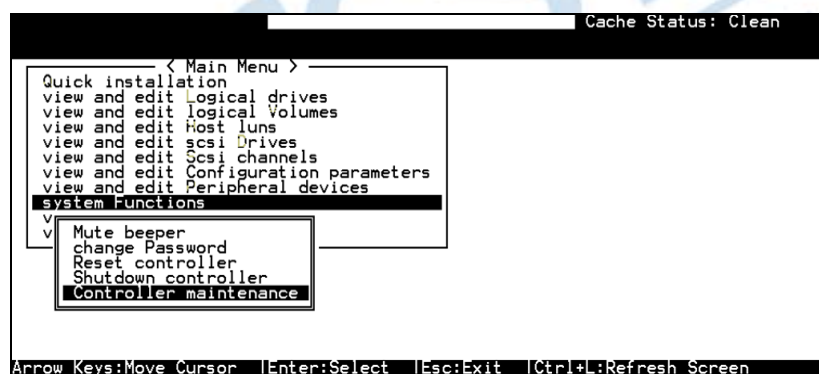 Cache Status: Clean
< Main Menu >
Quick installation
view and edit Logical drives
view and edit logical Volumes
view and edit Host luns
view and edit scsi Drives
view and edit Scsi channels
view and edit Configuration parameters
view and edit Peripheral devices
system Functions
v
v
Mute beeper
change Password
Reset controller
Shutdown controller
Controller maintenance
Arrow Keys:Move Cursor |Enter:Select |Esc:Exit |Ctrl+L:Refresh Screen